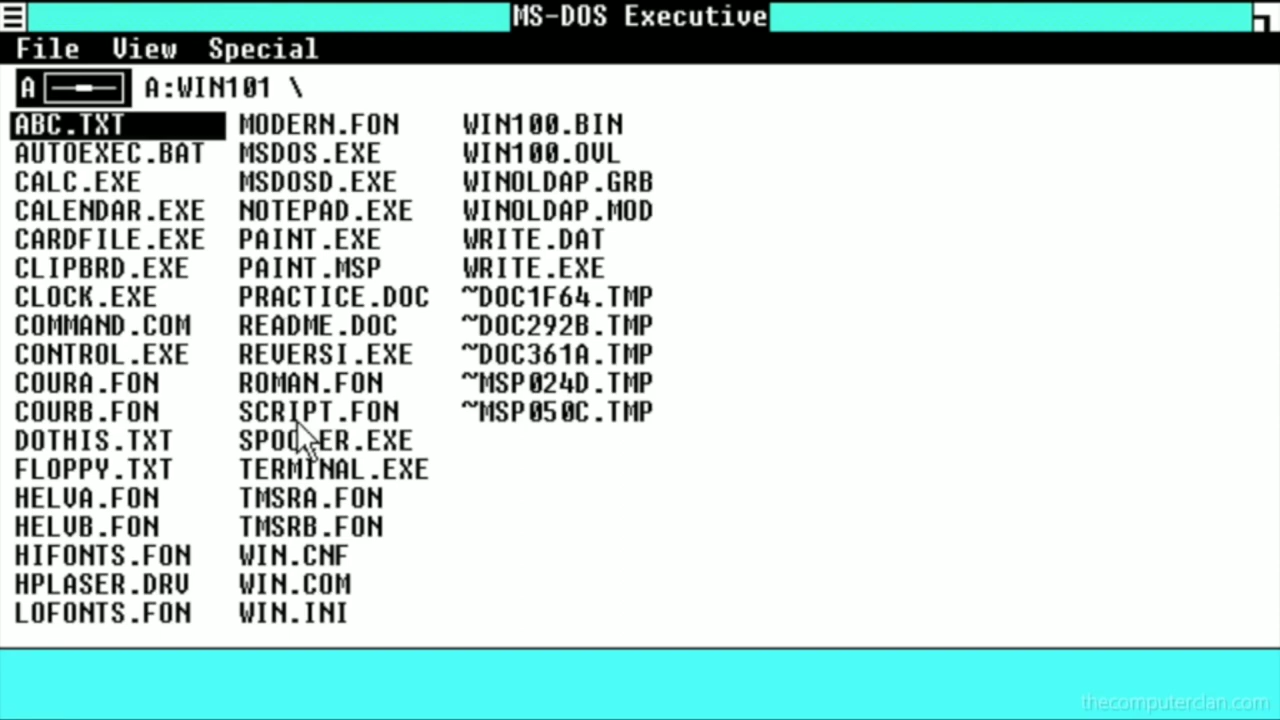 MS-DOS Executive
File View Special
A A:WIN101 \
ABC.TXT MODERN.FON WIN100.BIN
AUTOEXEC.BAT MSDOS.EXE WIN100.OVL
CALC.EXE MSDOSD.EXE WINOLDAP.GRB
CALENDAR.EXE NOTEPAD.EXE WINOLDAP.MOD
CARDFILE.EXE PAINT.EXE WRITE.DAT
CLIPBRD.EXE PAINT.MSP WRITE.EXE
CLOCK.EXE PRACTICE.DOC ~DOC1F64.TMP
COMMAND.COM README.DOC ~DOC292B.TMP
CONTROL.EXE REVERSI.EXE ~DOC361A.TMP
COURA.FON ROMAN.FON ~MSP024D.TMP
COURB.FON SCRIPT.FON ~MSP050C.TMP
DOTHIS.TXT SPOOLER.EXE
FLOPPY.TXT TERMINAL.EXE
HELVA.FON TMSRA.FON
HELVB.FON TMSRB.FON
HIFONTS.FON WIN.CNF
HPLASER.DRV WIN.COM
LOFONTS.FON WIN.INI
thecomputerclan.com